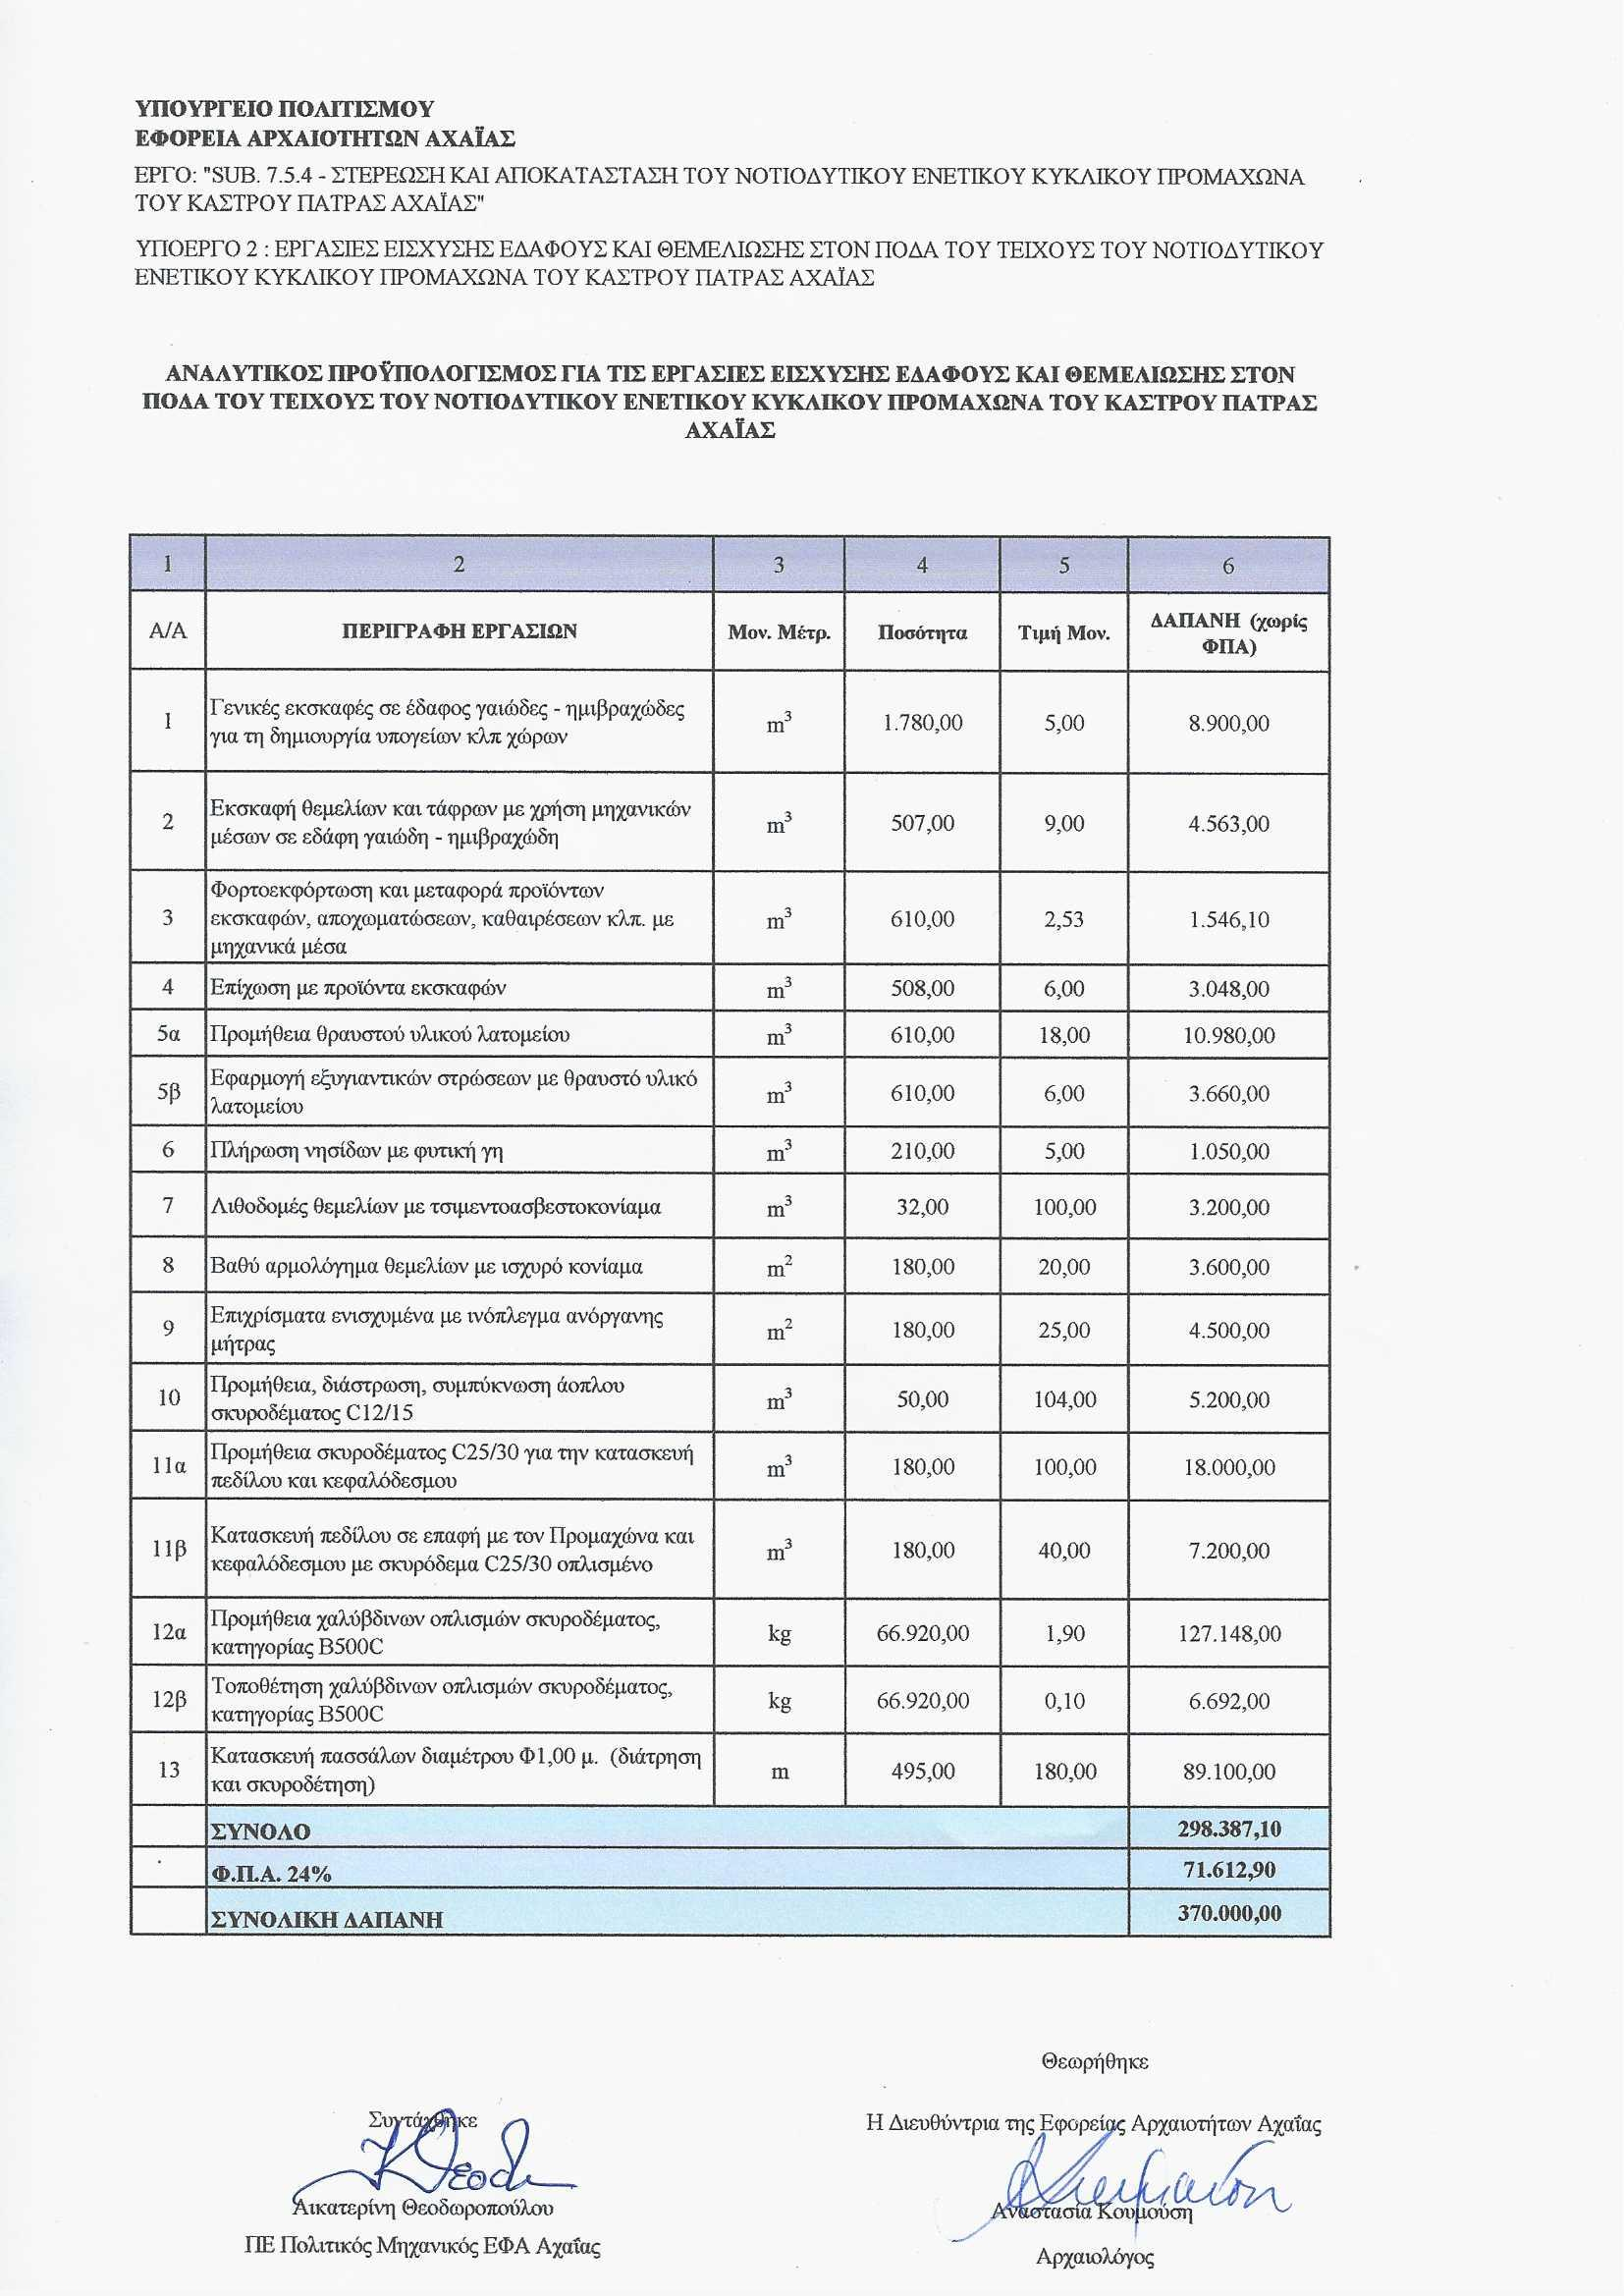 ΥΠΟΥΡΓΕΙΟ ΠΟΛΙΤΙΣΜΟΥ
ΕΦΟΡΕΙΑ ΑΡΧΑΙΟΤΗΤΩΝ ΑΧΑΪΑΣ
ΕΡΓΟ: "SUB. 7.5.4 - ΣΤΕΡΕΩΣΗ ΚΑΙ ΑΠΟΚΑΤΑΣΤΑΣΗ ΤΟΥ ΝΟΤΙΟΔΥΤΙΚΟΥ ΕΝΕΤΙΚΟΥ ΚΥΚΛΙΚΟΥ ΠΡΟΜΑΧΩΝΑ
ΤΟΥ ΚΑΣΤΡΟΥ ΠΑΤΡΑΣ ΑΧΑΪΑΣ"
ΥΠΟΕΡΓΟ 2 : ΕΡΓΑΣΙΕΣ ΕΙΣΧΥΣΗΣ ΕΔΑΦΟΥΣ ΚΑΙ ΘΕΜΕΛΙΩΣΗΣ ΣΤΟΝ ΠΟΔΑ ΤΟΥ ΤΕΙΧΟΥΣ ΤΟΥ ΝΟΤΙΟΔΥΤΙΚΟΥ
ΕΝΕΤΙΚΟΥ ΚΥΚΛΙΚΟΥ ΠΡΟΜΑΧΩΝΑ ΤΟΥ ΚΑΣΤΡΟΥ ΠΑΤΡΑΣ ΑΧΑΪΑΣ
ΑΝΑΛΥΤΙΚΟΣ ΠΡΟΫΠΟΛΟΓΙΣΜΟΣ ΓΙΑ ΤΙΣ ΕΡΓΑΣΙΕΣ ΕΙΣΧΥΣΗΣ ΕΔΑΦΟΥΣ ΚΑΙ ΘΕΜΕΛΙΩΣΗΣ ΣΤΟΝ
ΠΟΔΑ ΤΟΥ ΤΕΙΧΟΥΣ ΤΟΥ ΝΟΤΙΟΔΥΤΙΚΟΥ ΕΝΕΤΙΚΟΥ ΚΥΚΛΙΚΟΥ ΠΡΟΜΑΧΩΝΑ ΤΟΥ ΚΑΣΤΡΟΥ ΠΑΤΡΑΣ
ΑΧΑΪΑΣ
1 2 3 4 5 6
Α/Α ΠΕΡΙΓΡΑΦΗ ΕΡΓΑΣΙΩΝ Μον. Μέτρ. Ποσότητα Τιμή Μον. ΔΑΠΑΝΗ (χωρίς
ΦΠΑ)
1 Γενικές εκσκαφές σε έδαφος γαιώδες - ημιβραχώδες
για τη δημιουργία υπογείων κλπ χώρων m³ 1.780,00 5,00 8.900,00
2 Εκσκαφή θεμελίων και τάφρων με χρήση μηχανικών
μέσων σε εδάφη γαιώδη - ημιβραχώδη m³ 507,00 9,00 4.563,00
3 Φορτοεκφόρτωση και μεταφορά προϊόντων
εκσκαφών, αποχωματώσεων, καθαιρέσεων κλπ. με
μηχανικά μέσα m³ 610,00 2,53 1.546,10
4 Επίχωση με προϊόντα εκσκαφών m³ 508,00 6,00 3.048,00
5α Προμήθεια θραυστού υλικού λατομείου m³ 610,00 18,00 10.980,00
5β Εφαρμογή εξυγιαντικών στρώσεων με θραυστό υλικό
λατομείου m³ 610,00 6,00 3.660,00
6 Πλήρωση νησίδων με φυτική γη m³ 210,00 5,00 1.050,00
7 Λιθοδομές θεμελίων με τσιμεντοασβεστοκονίαμα m³ 32,00 100,00 3.200,00
8 Βαθύ αρμολόγημα θεμελίων με ισχυρό κονίαμα m² 180,00 20,00 3.600,00
9 Επιχρίσματα ενισχυμένα με ινόπλεγμα ανόργανης
μήτρας m² 180,00 25,00 4.500,00
10 Προμήθεια, διάστρωση, συμπύκνωση άοπλου
σκυροδέματος C12/15 m³ 50,00 104,00 5.200,00
11α Προμήθεια σκυροδέματος C25/30 για την κατασκευή
πεδίλου και κεφαλόδεσμου m³ 180,00 100,00 18.000,00
11β Κατασκευή πεδίλου σε επαφή με τον Προμαχώνα και
κεφαλόδεσμου με σκυρόδεμα C25/30 οπλισμένο m³ 180,00 40,00 7.200,00
12α Προμήθεια χαλύβδινων οπλισμών σκυροδέματος,
κατηγορίας B500C kg 66.920,00 1,90 127.148,00
12β Τοποθέτηση χαλύβδινων οπλισμών σκυροδέματος,
κατηγορίας B500C kg 66.920,00 0,10 6.692,00
13 Κατασκευή πασσάλων διαμέτρου Φ1,00 μ. (διάτρηση
και σκυροδέτηση) m 495,00 180,00 89.100,00
ΣΥΝΟΛΟ 298.387,10
Φ.Π.Α. 24% 71.612,90
ΣΥΝΟΛΙΚΗ ΔΑΠΑΝΗ 370.000,00
Θεωρήθηκε
Συντάχθηκε
Η Διευθύντρια της Εφορείας Αρχαιοτήτων Αχαΐας
Αικατερίνη Θεοδωροπούλου
Αναστασία Κουμούση
ΠΕ Πολιτικός Μηχανικός ΕΦΑ Αχαΐας
Αρχαιολόγος